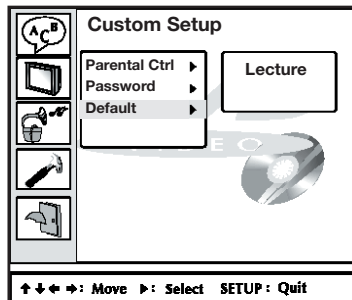 A C B
Custom Setup
Parental Ctrl
Password
Default
Lecture
V I D E O
↑↓←→: Move ▶: Select SETUP: Quit